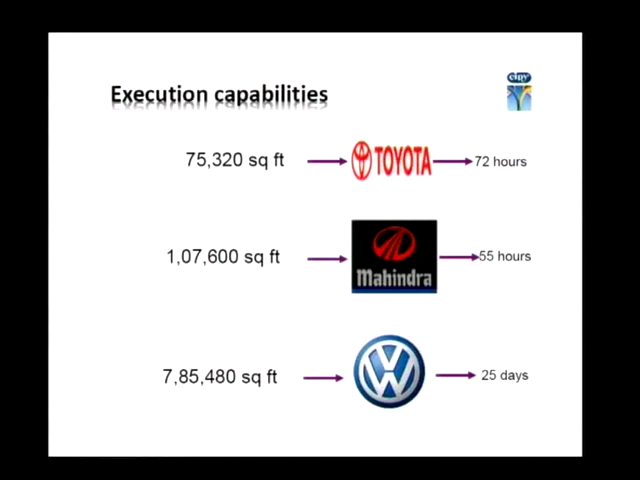 Execution capabilities
75,320 sq ft TOYOTA 72 hours
1,07,600 sq ft Mahindra 55 hours
7,85,480 sq ft VW 25 days